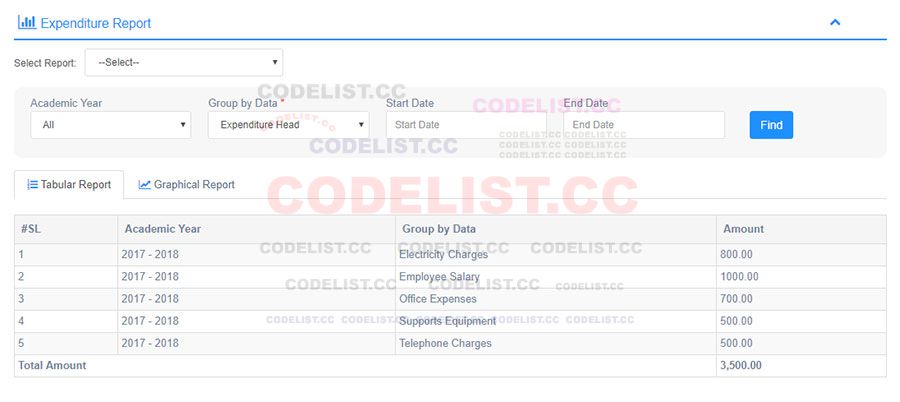 Expenditure Report
Select Report: --Select--
CODELIST.CC
Academic Year Group by Data * Start Date End Date
CODELIST.CC
All Expenditure Head Start Date End Date Find
CODELIST.CC
CODELIST.CC CODELIST.CC
CODELIST.CC
CODELIST.CC CODELIST.CC
CODELIST.CC CODELIST.CC
Tabular Report Graphical Report
CODELIST.CC
#SL Academic Year Group by Data Amount
1 2017 - 2018 Electricity Charges 800.00
CODELIST.CC CODELIST.CC CODELIST.CC
2 2017 - 2018 Employee Salary 1000.00
CODELIST.CC CODELIST.CC CODELIST.CC
3 2017 - 2018 Office Expenses 700.00
4 2017 - 2018 Supports Equipment 500.00
CODELIST.CC CODELIST.CC CODELIST.CC CODELIST.CC CODELIST.CC
5 2017 - 2018 Telephone Charges 500.00
Total Amount 3,500.00